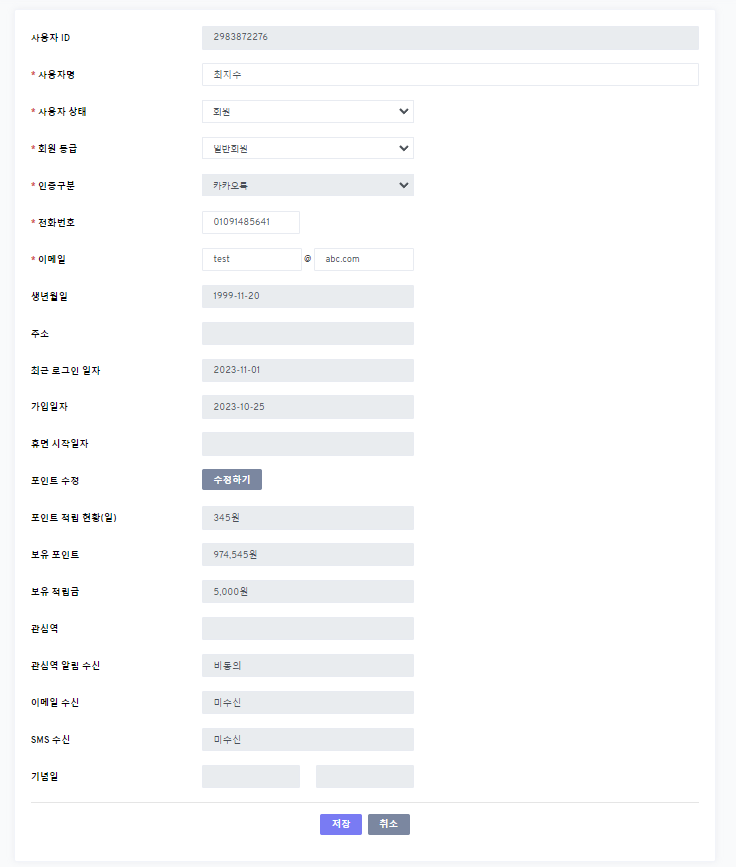 사용자 ID 2983872276
* 사용자명 최지수
* 사용자 상태 회원
* 회원 등급 일반회원
* 인증구분 카카오톡
* 전화번호 01091485641
* 이메일 test @ abc.com
생년월일 1999-11-20
주소
최근 로그인 일자 2023-11-01
가입일자 2023-10-25
휴면 시작일자
포인트 수정 수정하기
포인트 적립 현황(일) 345원
보유 포인트 974,545원
보유 적립금 5,000원
관심역
관심역 알림 수신 비동의
이메일 수신 미수신
SMS 수신 미수신
기념일
저장 취소